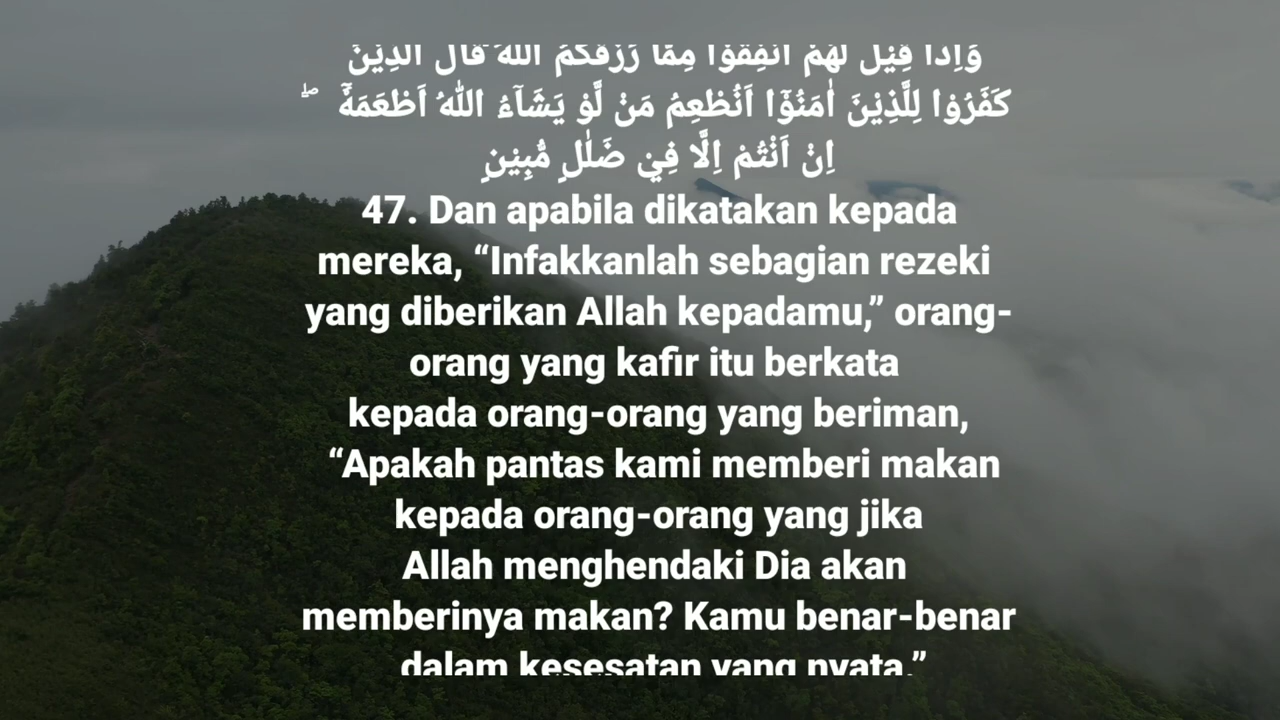 وَاِذَا قِيْلَ لَهُمْ اَنْفِقُوْا مِمَّا رَزَقَكُمُ اللّٰهُ قَالَ الَّذِيْنَ
كَفَرُوْا لِلَّذِيْنَ اٰمَنُوْٓا اَنُطْعِمُ مَنْ لَّوْ يَشَاۤءُ اللّٰهُ اَطْعَمَهٗٓ ۖ
اِنْ اَنْتُمْ اِلَّا فِيْ ضَلٰلٍ مُّبِيْنٍ
47. Dan apabila dikatakan kepada
mereka, “Infakkanlah sebagian rezeki
yang diberikan Allah kepadamu,” orang-
orang yang kafir itu berkata
kepada orang-orang yang beriman,
“Apakah pantas kami memberi makan
kepada orang-orang yang jika
Allah menghendaki Dia akan
memberinya makan? Kamu benar-benar
dalam kesesatan yang nyata.”